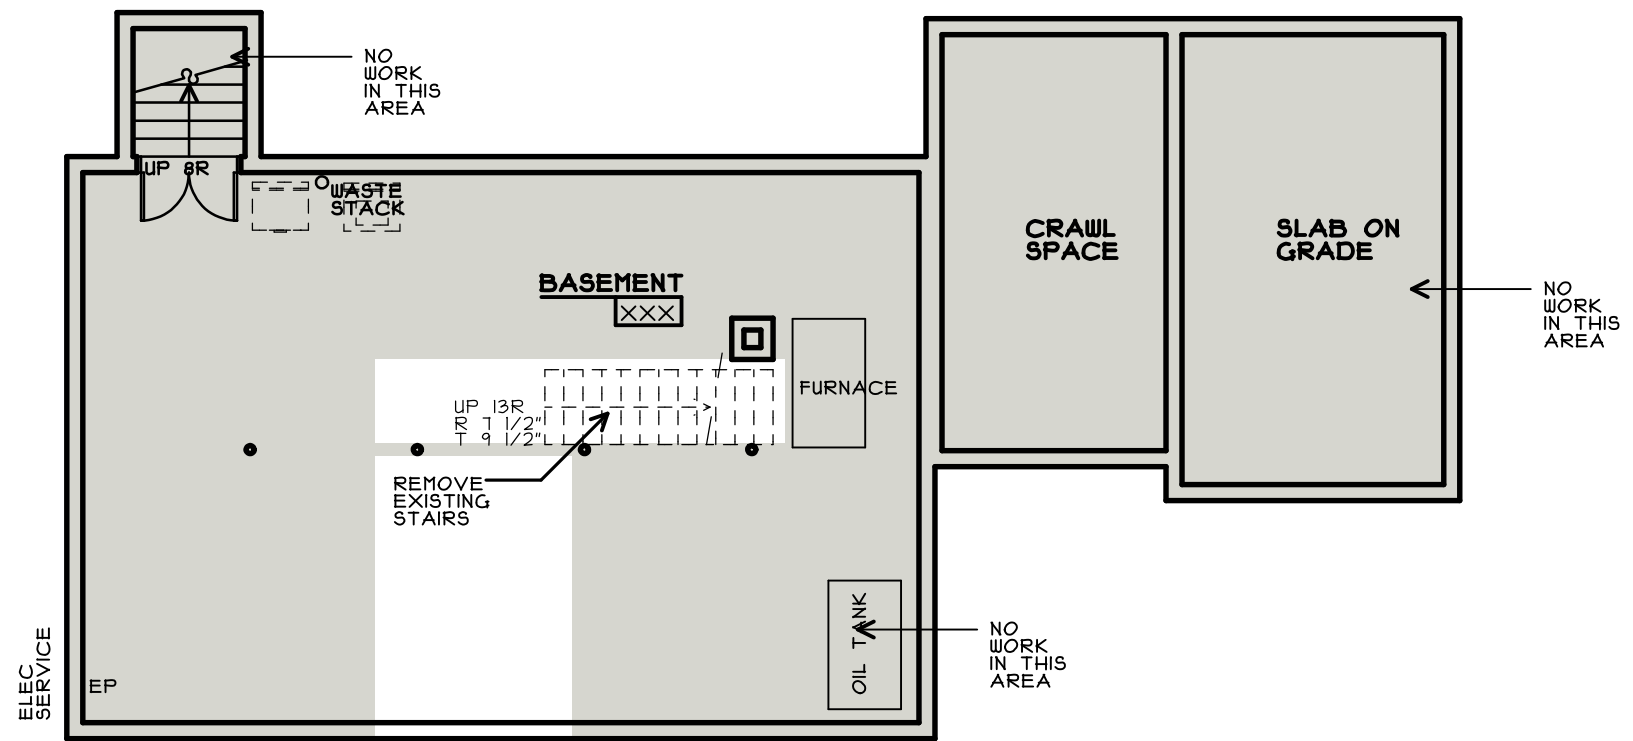 NO
WORK
IN THIS
AREA
UP 8R
WASTE
STACK
BASEMENT
XXX
CRAWL
SPACE
SLAB ON
GRADE
NO
WORK
IN THIS
AREA
FURNACE
UP 13R
R 7 1/2"
T 9 1/2"
REMOVE
EXISTING
STAIRS
OIL TANK
NO
WORK
IN THIS
AREA
ELEC
SERVICE
EP